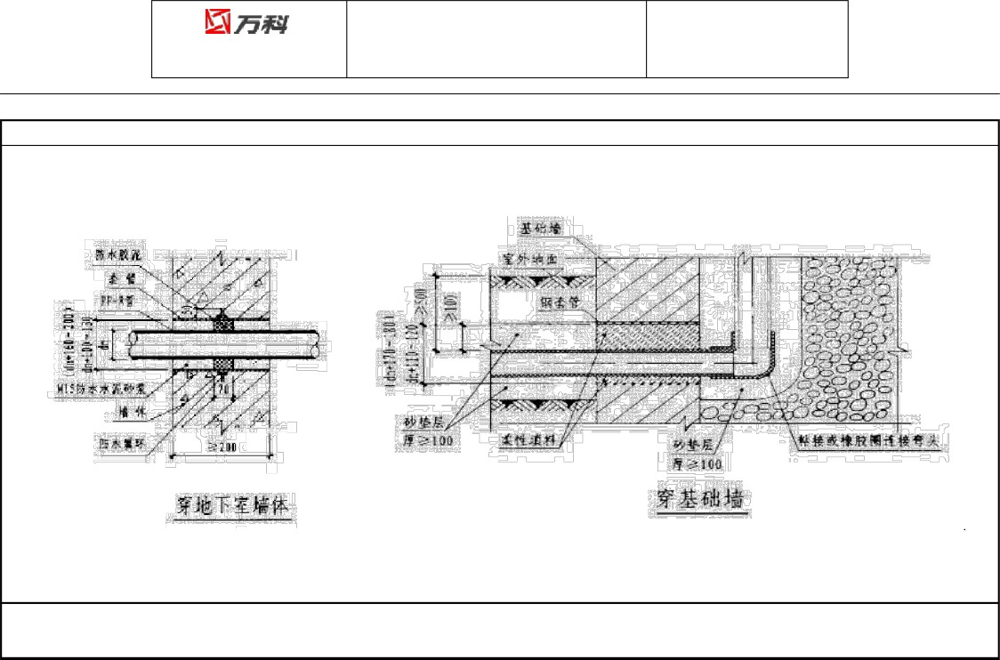 万科
防水胶泥
套管
PP-R管
(dn+160~200)
dn+100~150
dn
M15防水水泥砂浆
70
墙体
防水翼环
≥200
穿地下室墙体
基础墙
室外地面
≥500
≥100
钢套管
(dn+170~180)
dn+110~120
砂垫层
厚≥100
柔性填料
砂垫层
厚≥100
粘接或橡胶圈连接弯头
穿基础墙